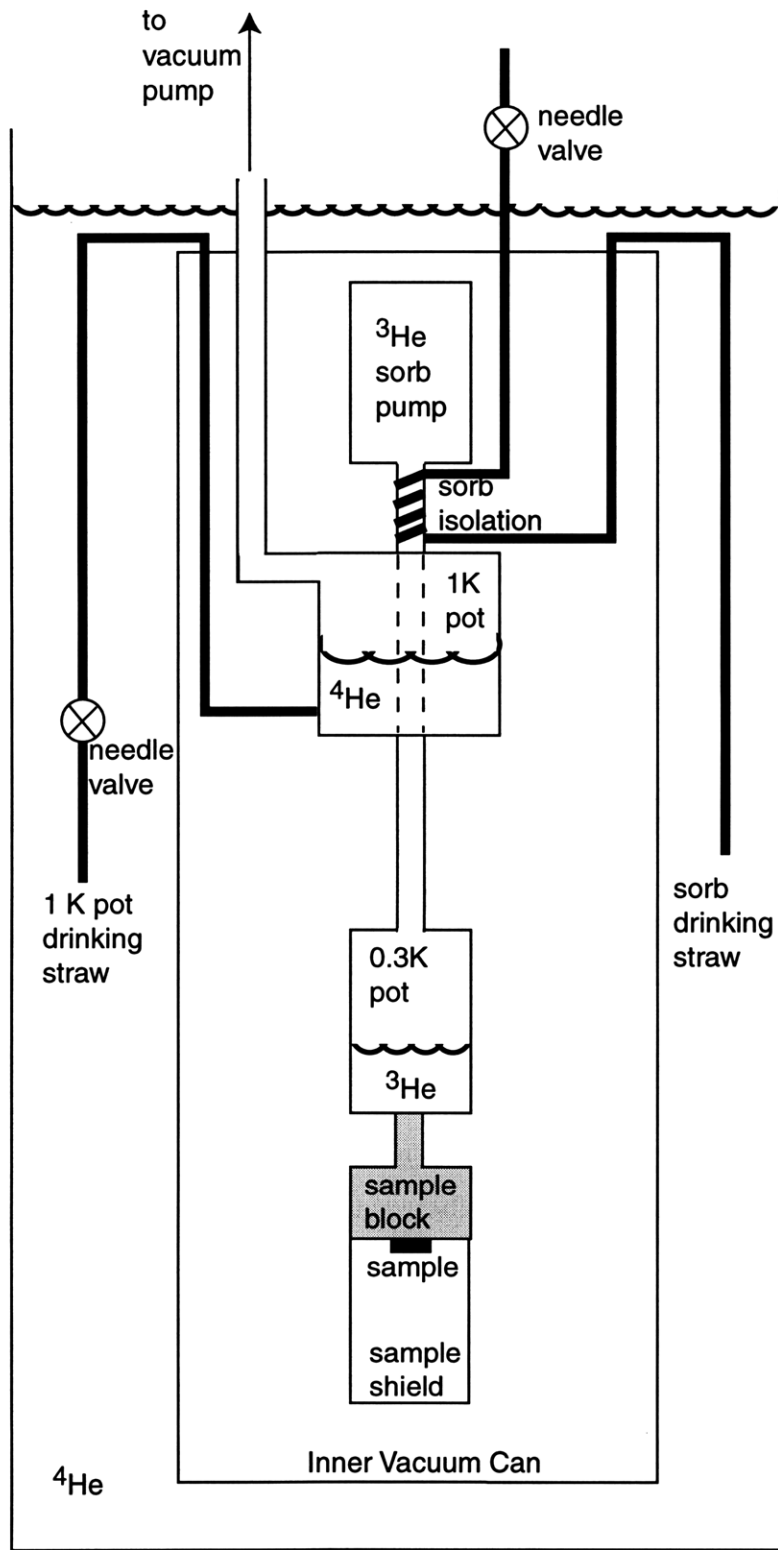 to
vacuum
pump
needle
valve
³He
sorb
pump
sorb
isolation
1K
pot
⁴He
needle
valve
1 K pot
drinking
straw
sorb
drinking
straw
0.3K
pot
³He
sample
block
sample
sample
shield
Inner Vacuum Can
⁴He